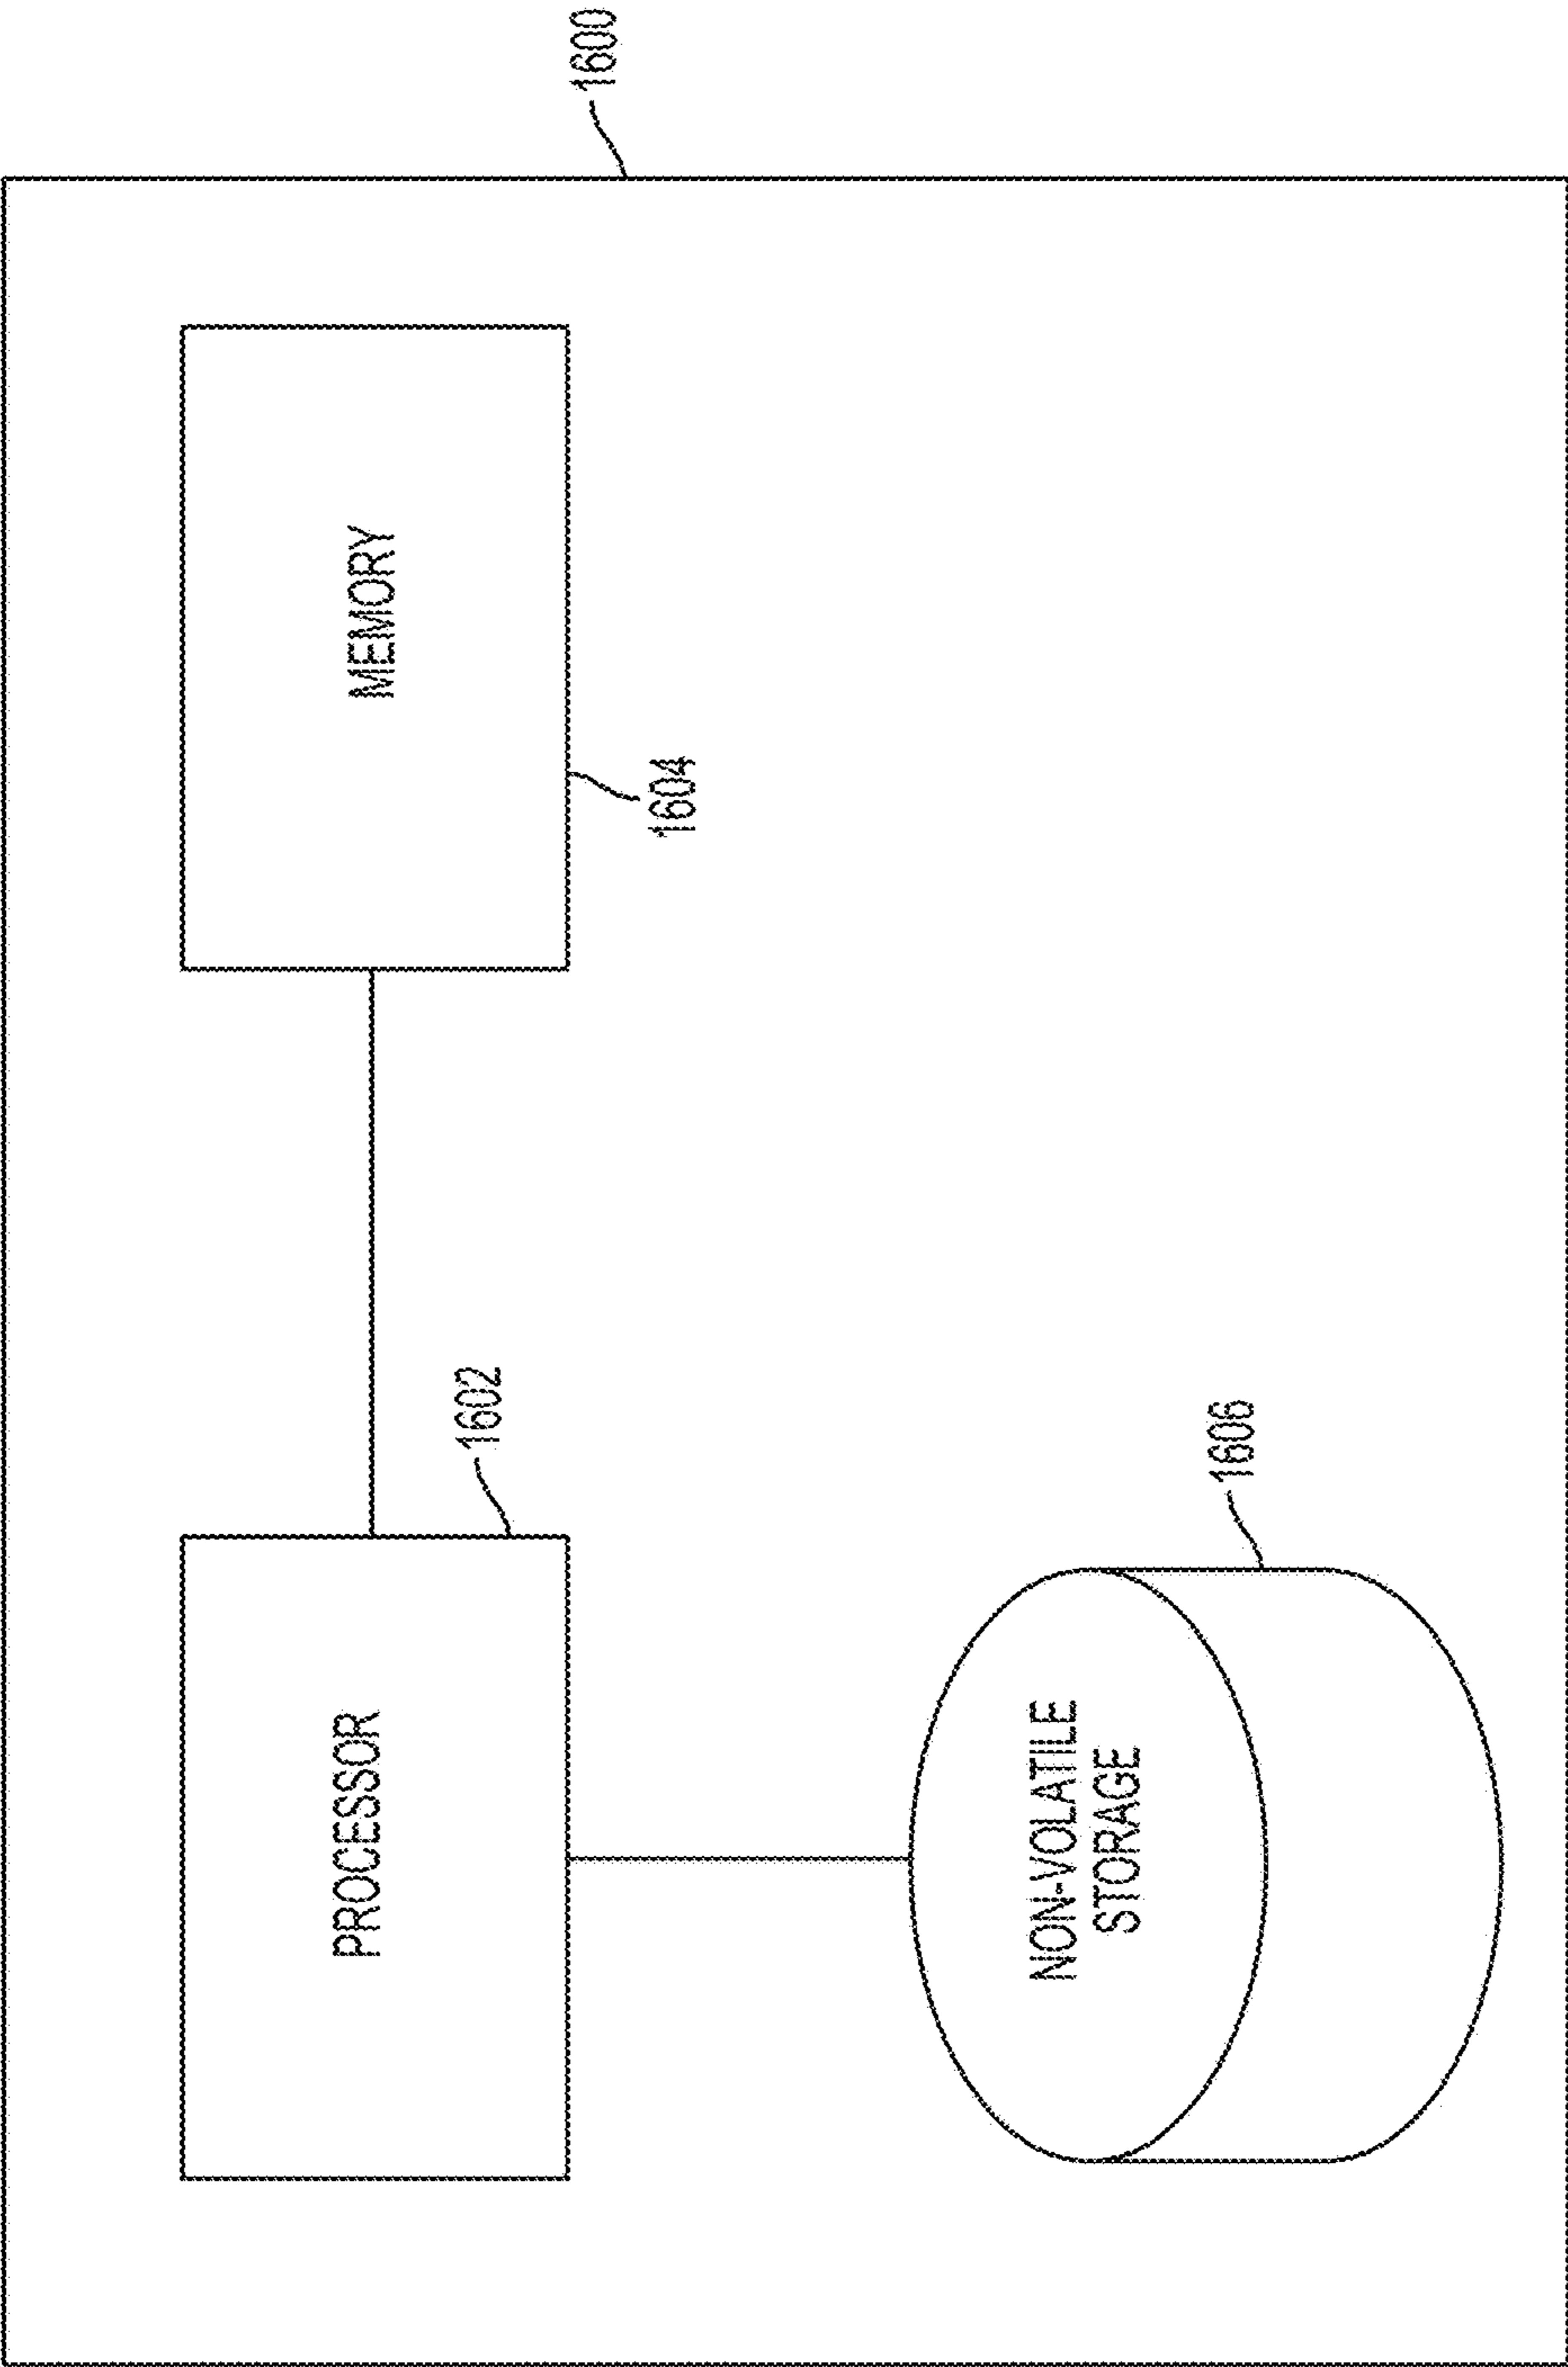 1600
PROCESSOR
1602
MEMORY
1604
NON-VOLATILE
STORAGE
1606